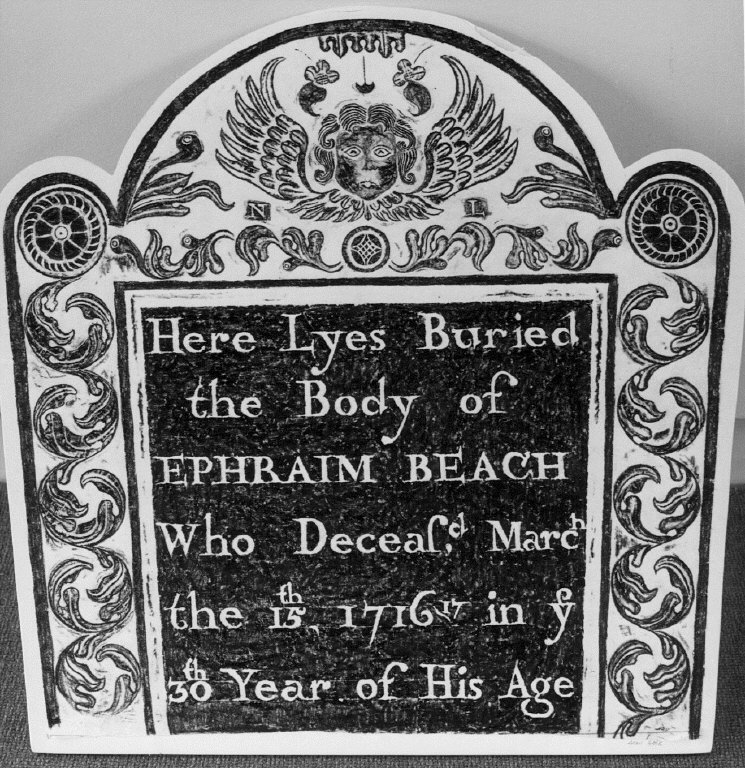 N L
Here Lyes Buried
the Body of
EPHRAIM BEACH
Who Deceaſ,ᵈ Marcʰ
the 15ᵗʰ 1716/17 in yᵉ
30ᵗʰ Year of His Age